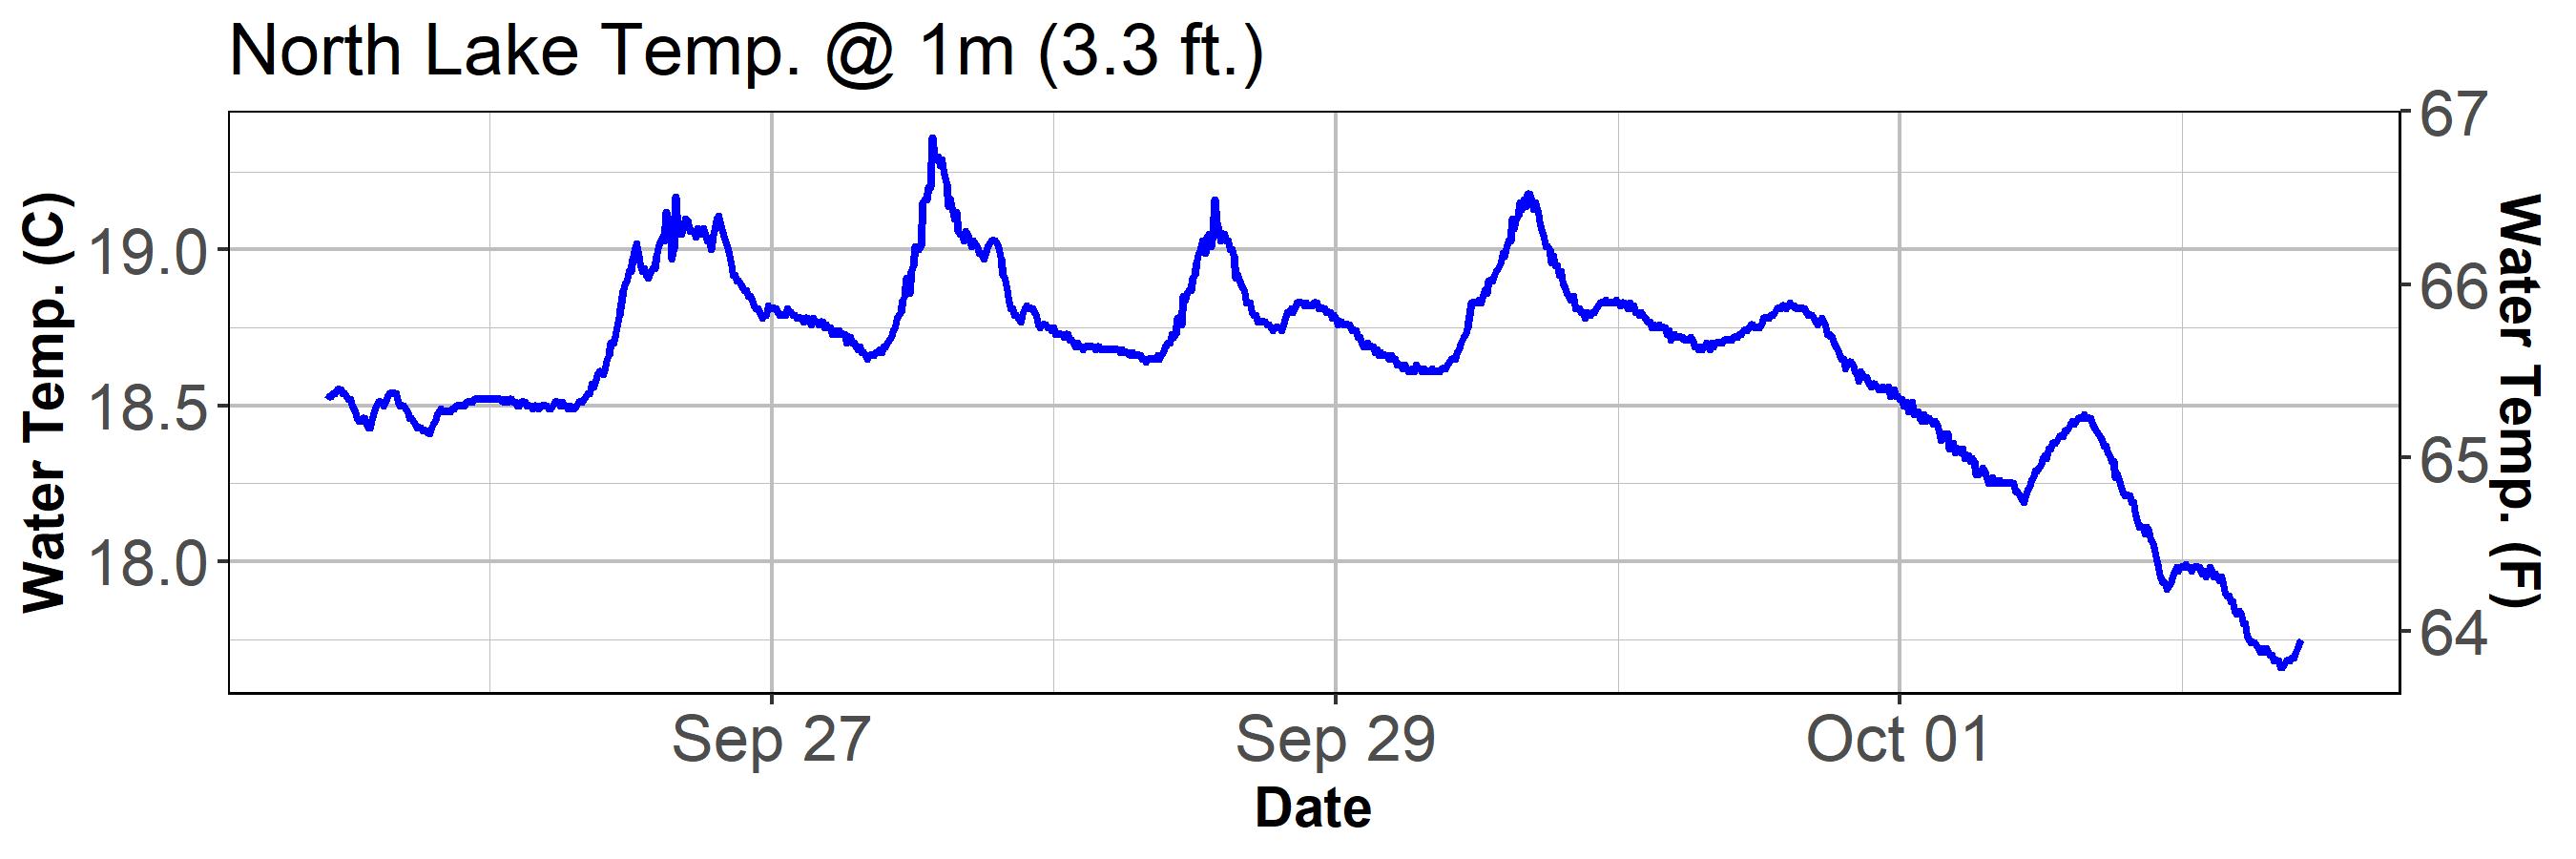 North Lake Temp. @ 1m (3.3 ft.)
Water Temp. (C)
19.0
18.5
18.0
67
66
65
64
Water Temp. (F)
Sep 27
Sep 29
Oct 01
Date